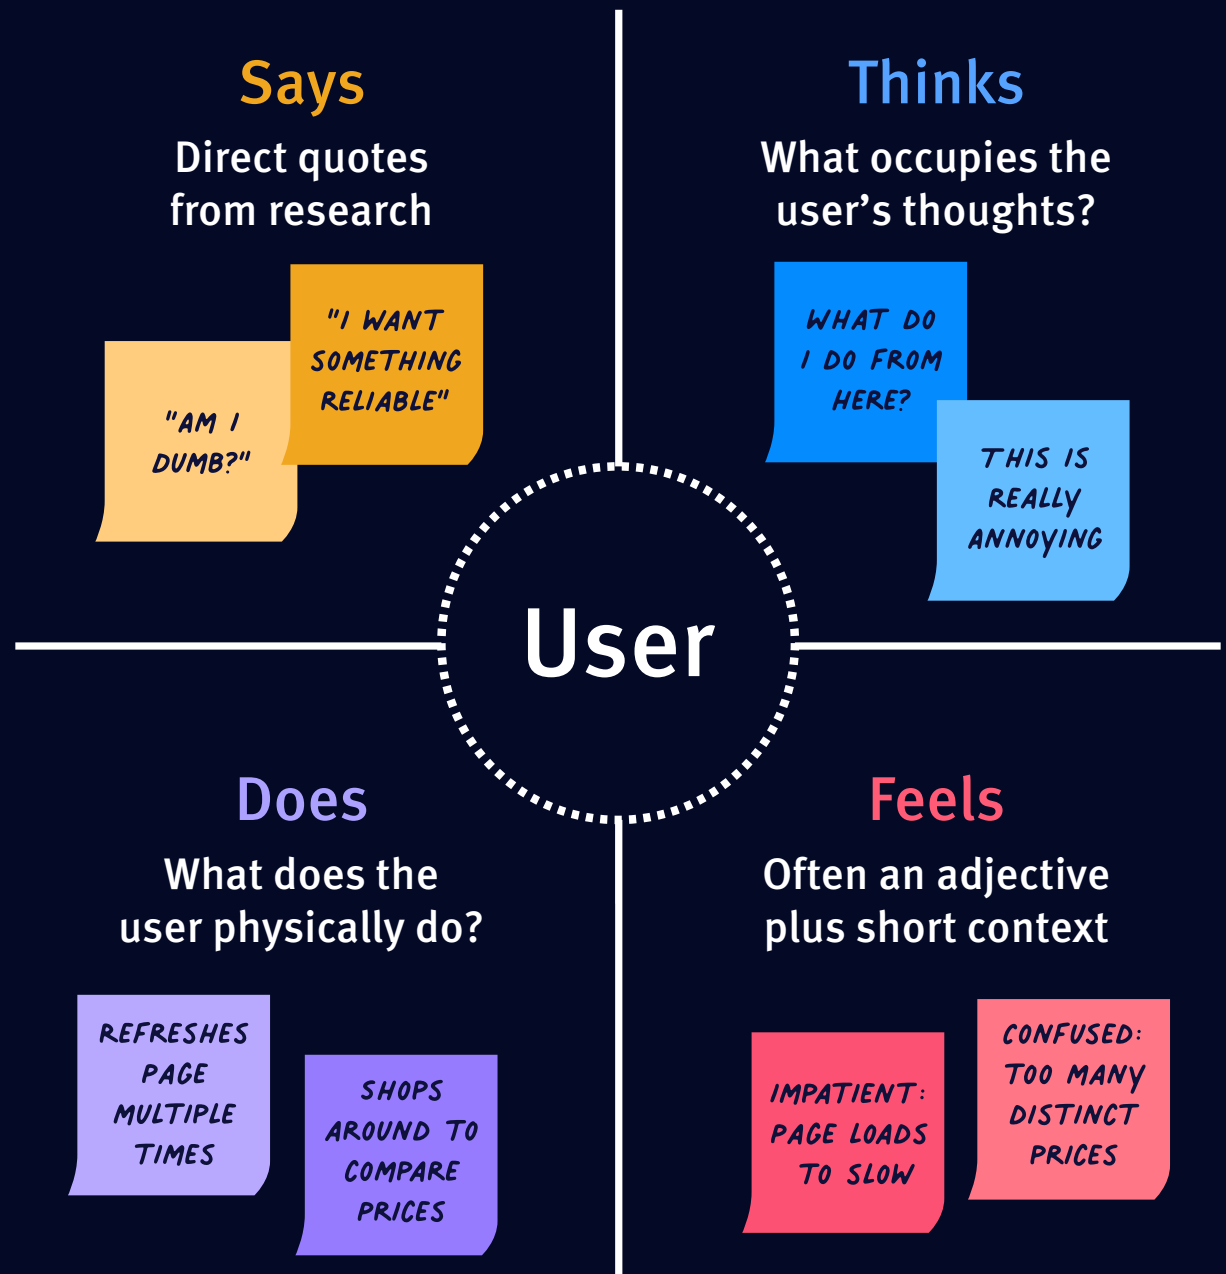 Says
Direct quotes
from research
"AM I
DUMB?"
"I WANT
SOMETHING
RELIABLE"
Thinks
What occupies the
user’s thoughts?
WHAT DO
I DO FROM
HERE?
THIS IS
REALLY
ANNOYING
User
Does
What does the
user physically do?
REFRESHES
PAGE
MULTIPLE
TIMES
SHOPS
AROUND TO
COMPARE
PRICES
Feels
Often an adjective
plus short context
IMPATIENT:
PAGE LOADS
TO SLOW
CONFUSED:
TOO MANY
DISTINCT
PRICES